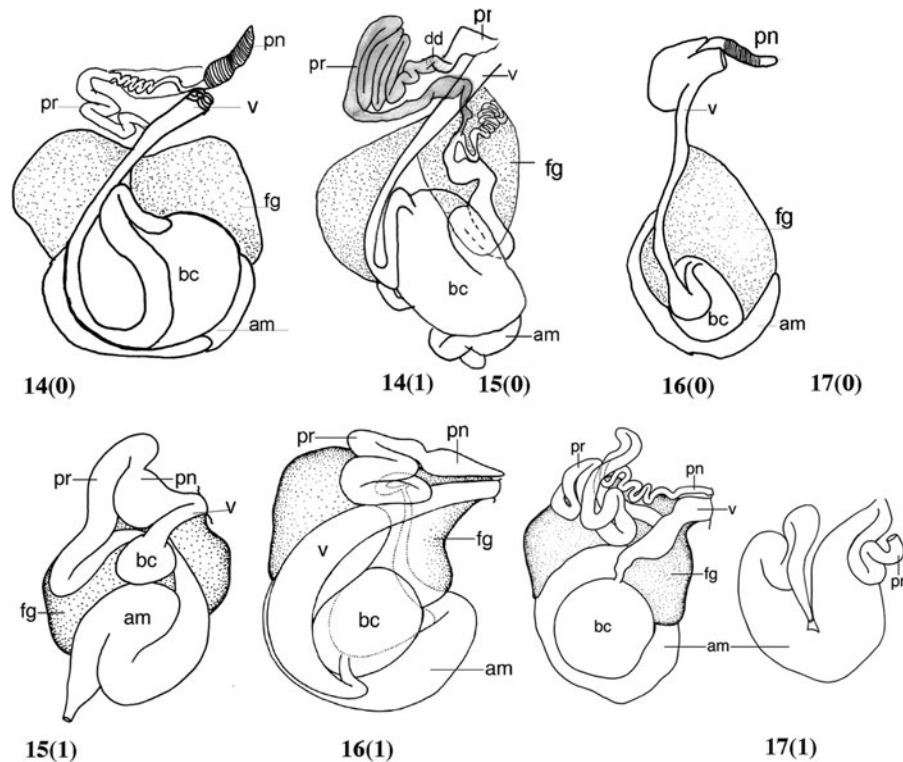 pn
pr
v
fg
bc
am
14(0)
pr
dd
pr
v
fg
bc
am
14(1) 15(0)
pn
v
fg
bc
am
16(0) 17(0)
pr
pn
v
bc
fg
am
15(1)
pr
pn
v
fg
bc
am
16(1)
pr
pn
v
fg
bc
am
pr
17(1)